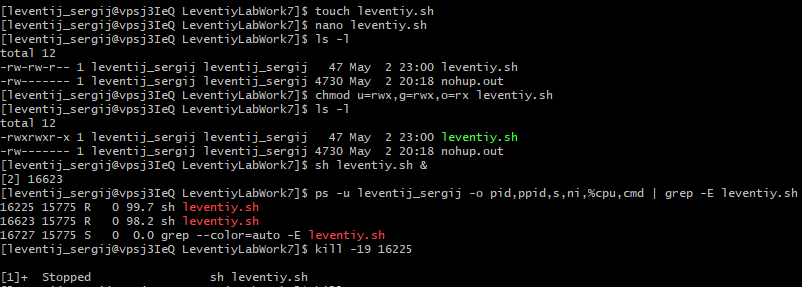 [leventij_sergij@vpsj3IeQ LeventiyLabWork7]$ touch leventiy.sh
[leventij_sergij@vpsj3IeQ LeventiyLabWork7]$ nano leventiy.sh
[leventij_sergij@vpsj3IeQ LeventiyLabWork7]$ ls -l
total 12
-rw-rw-r-- 1 leventij_sergij leventij_sergij   47 May  2 23:00 leventiy.sh
-rw------- 1 leventij_sergij leventij_sergij 4730 May  2 20:18 nohup.out
[leventij_sergij@vpsj3IeQ LeventiyLabWork7]$ chmod u=rwx,g=rwx,o=rx leventiy.sh
[leventij_sergij@vpsj3IeQ LeventiyLabWork7]$ ls -l
total 12
-rwxrwxr-x 1 leventij_sergij leventij_sergij   47 May  2 23:00 leventiy.sh
-rw------- 1 leventij_sergij leventij_sergij 4730 May  2 20:18 nohup.out
[leventij_sergij@vpsj3IeQ LeventiyLabWork7]$ sh leventiy.sh &
[2] 16623
[leventij_sergij@vpsj3IeQ LeventiyLabWork7]$ ps -u leventij_sergij -o pid,ppid,s,ni,%cpu,cmd | grep -E leventiy.sh
16225 15775 R   0 99.7 sh leventiy.sh
16623 15775 R   0 98.2 sh leventiy.sh
16727 15775 S   0  0.0 grep --color=auto -E leventiy.sh
[leventij_sergij@vpsj3IeQ LeventiyLabWork7]$ kill -19 16225
[1]+  Stopped                 sh leventiy.sh